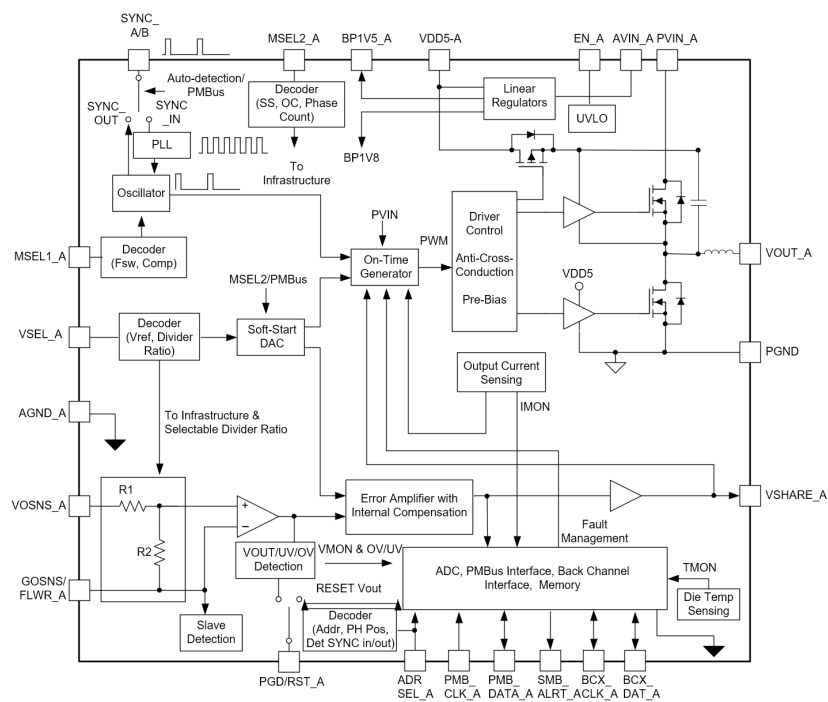 SYNC_
A/B
MSEL2_A
BP1V5_A
VDD5-A
EN_A
AVIN_A
PVIN_A
Auto-detection/
PMBus
SYNC_
OUT
SYNC
_IN
Decoder
(SS, OC, Phase
Count)
Linear
Regulators
UVLO
PLL
BP1V8
To
Infrastructure
Oscillator
Driver
Control
Anti-Cross-
Conduction
Pre-Bias
PVIN
PWM
On-Time
Generator
MSEL1_A
Decoder
(Fsw, Comp)
VOUT_A
VDD5
MSEL2/PMBus
VSEL_A
Decoder
(Vref, Divider
Ratio)
Soft-Start
DAC
PGND
Output Current
Sensing
IMON
AGND_A
To Infrastructure &
Selectable Divider Ratio
VOSNS_A
R1
R2
+
−
Error Amplifier with
Internal Compensation
VSHARE_A
Fault
Management
VOUT/UV/OV
Detection
VMON & OV/UV
ADC, PMBus Interface, Back Channel
Interface, Memory
TMON
Die Temp
Sensing
GOSNS/
FLWR_A
RESET Vout
Slave
Detection
Decoder
(Addr, PH Pos,
Det SYNC in/out)
PGD/RST_A
ADR
SEL_A
PMB_
CLK_A
PMB_
DATA_A
SMB_
ALRT_A
BCX_
ACLK_A
BCX_
DAT_A